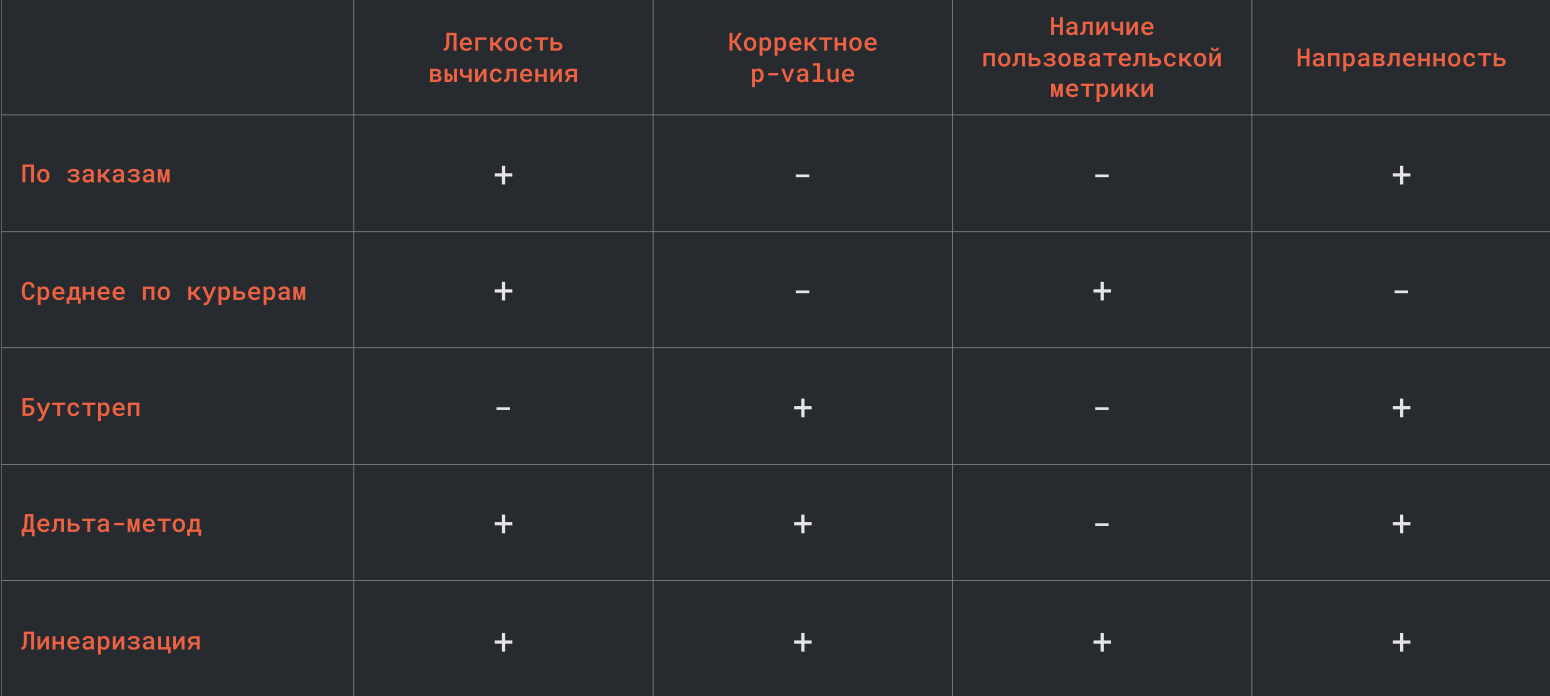 Легкость
вычисления
Корректное
p-value
Наличие
пользовательской
метрики
Направленность
По заказам
+
-
-
+
Среднее по курьерам
+
-
+
-
Бутстреп
-
+
-
+
Дельта-метод
+
+
-
+
Линеаризация
+
+
+
+